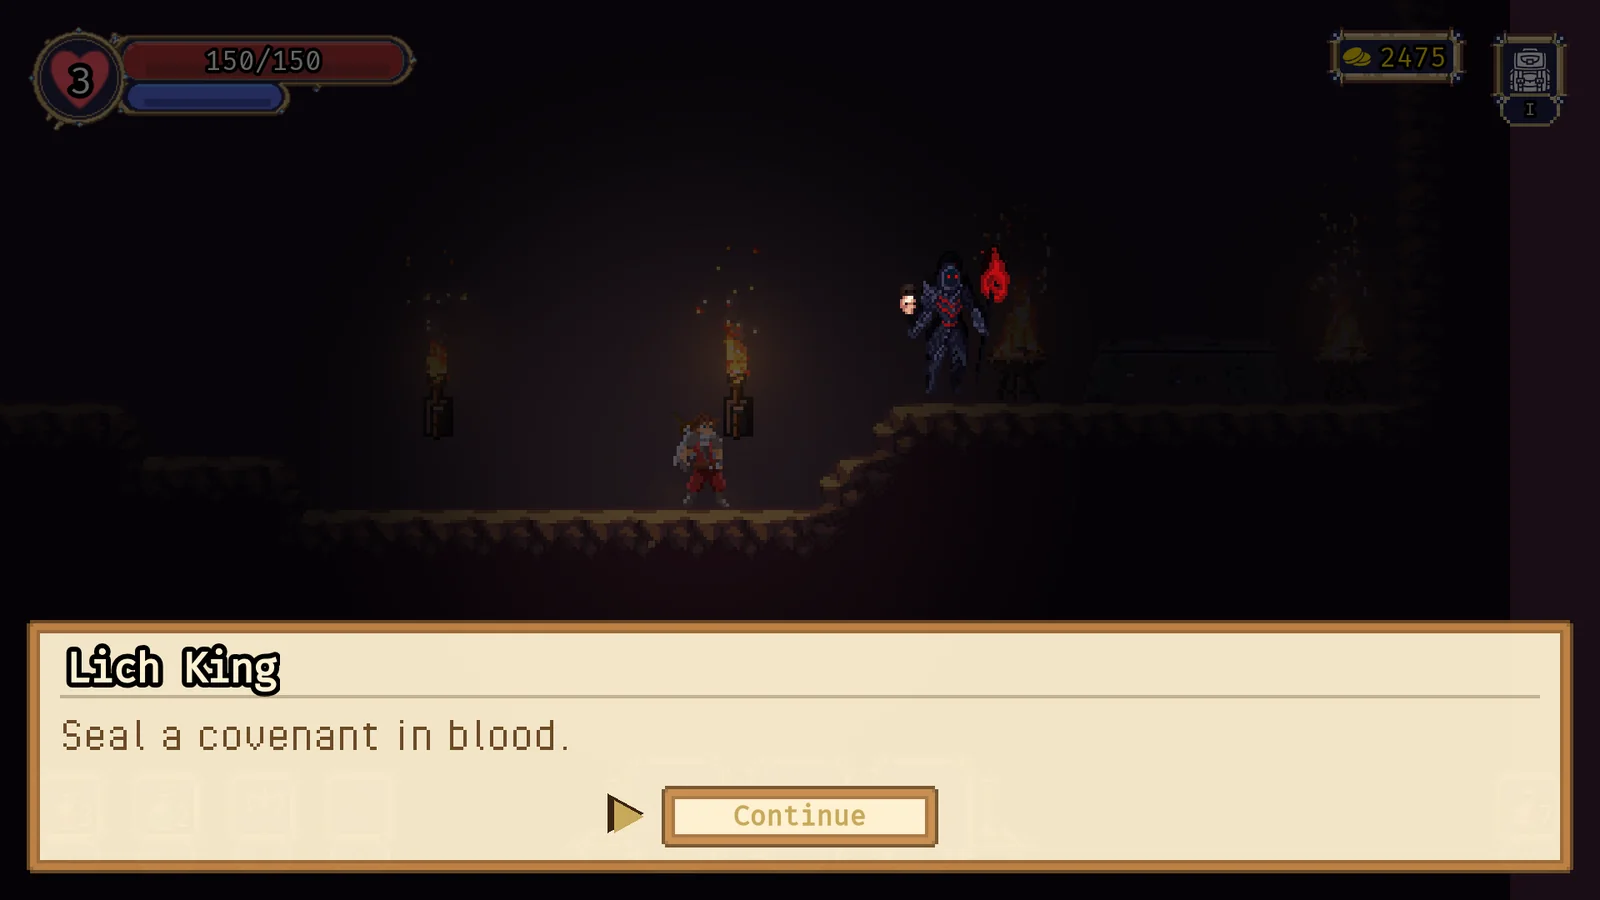 3
150/150
2475
I
Lich King
Seal a covenant in blood.
Continue